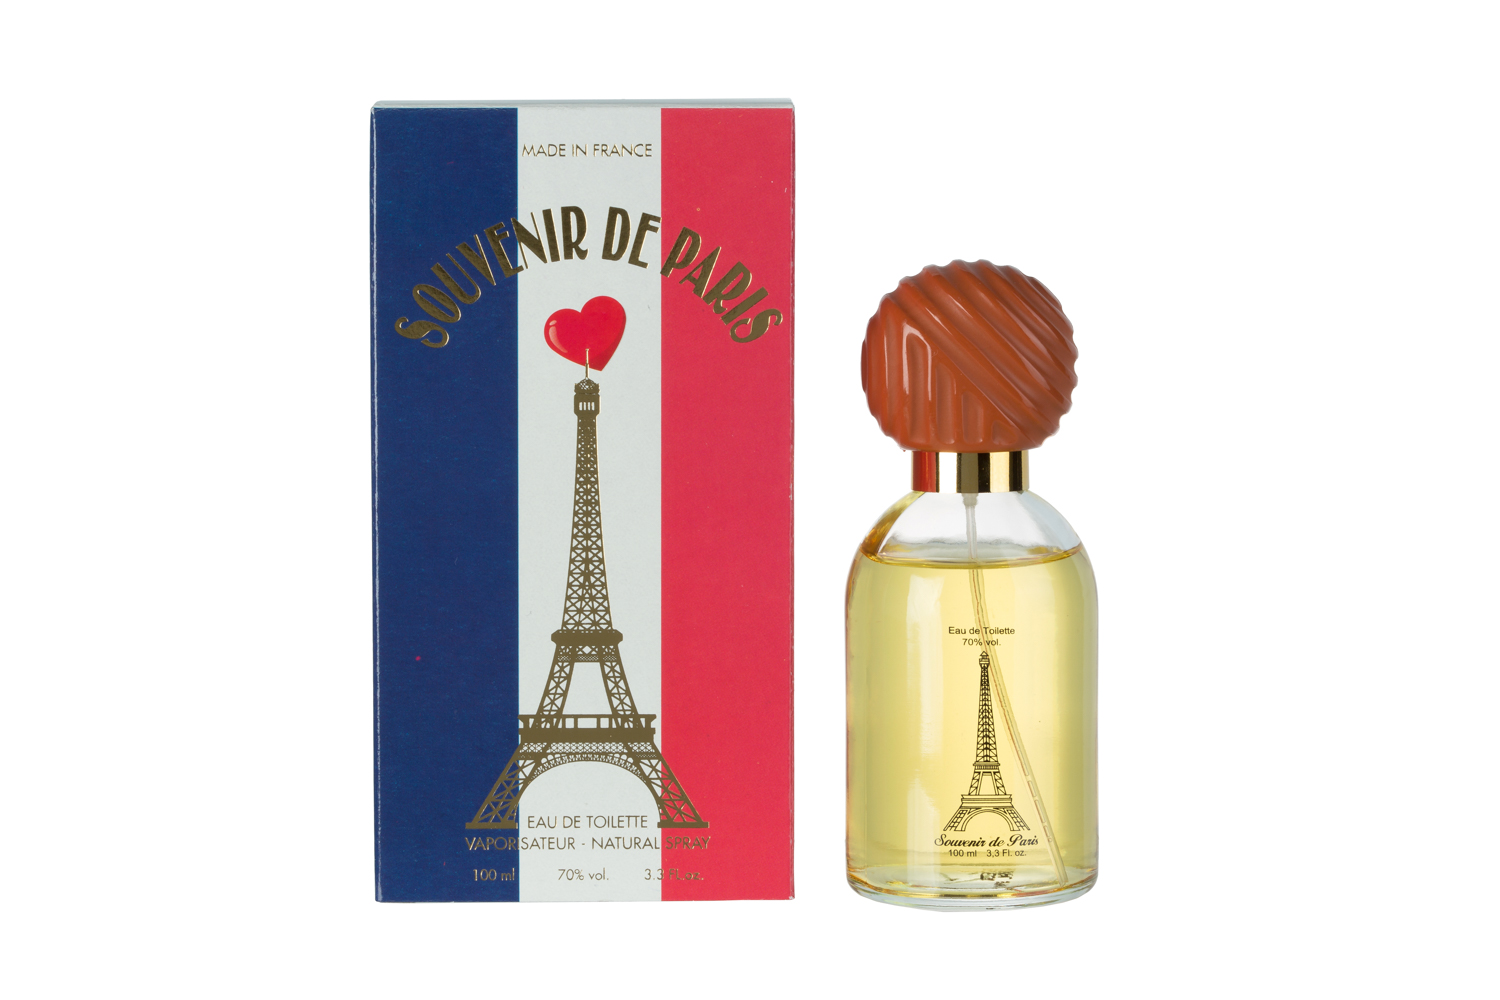 MADE IN FRANCE
SOUVENIR DE PARIS
EAU DE TOILETTE
VAPORISATEUR - NATURAL SPRAY
100 ml 70% vol. 3.3 Fl. oz.
Eau de Toilette
70% vol.
Souvenir de Paris
100 ml 3,3 Fl. oz.